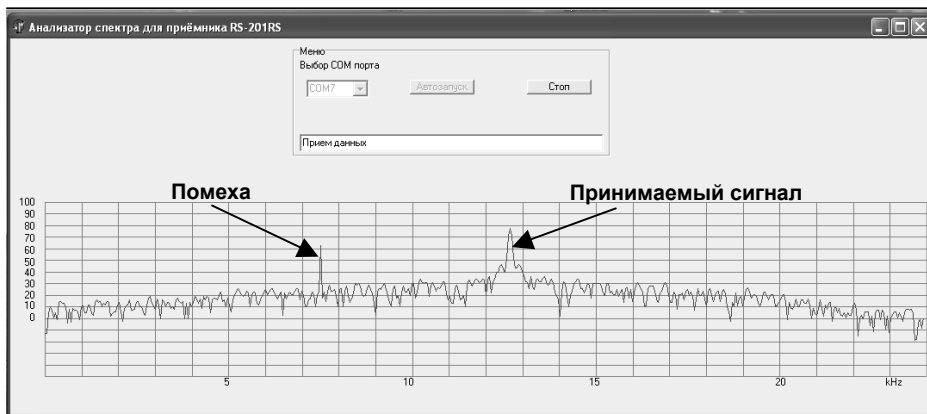 Анализатор спектра для приёмника RS-201RS
Меню
Выбор COM порта
COM7
Автозапуск
Стоп
Прием данных
Помеха
Принимаемый сигнал
100
90
80
70
60
50
40
30
20
10
0
5 10 15 20 kHz